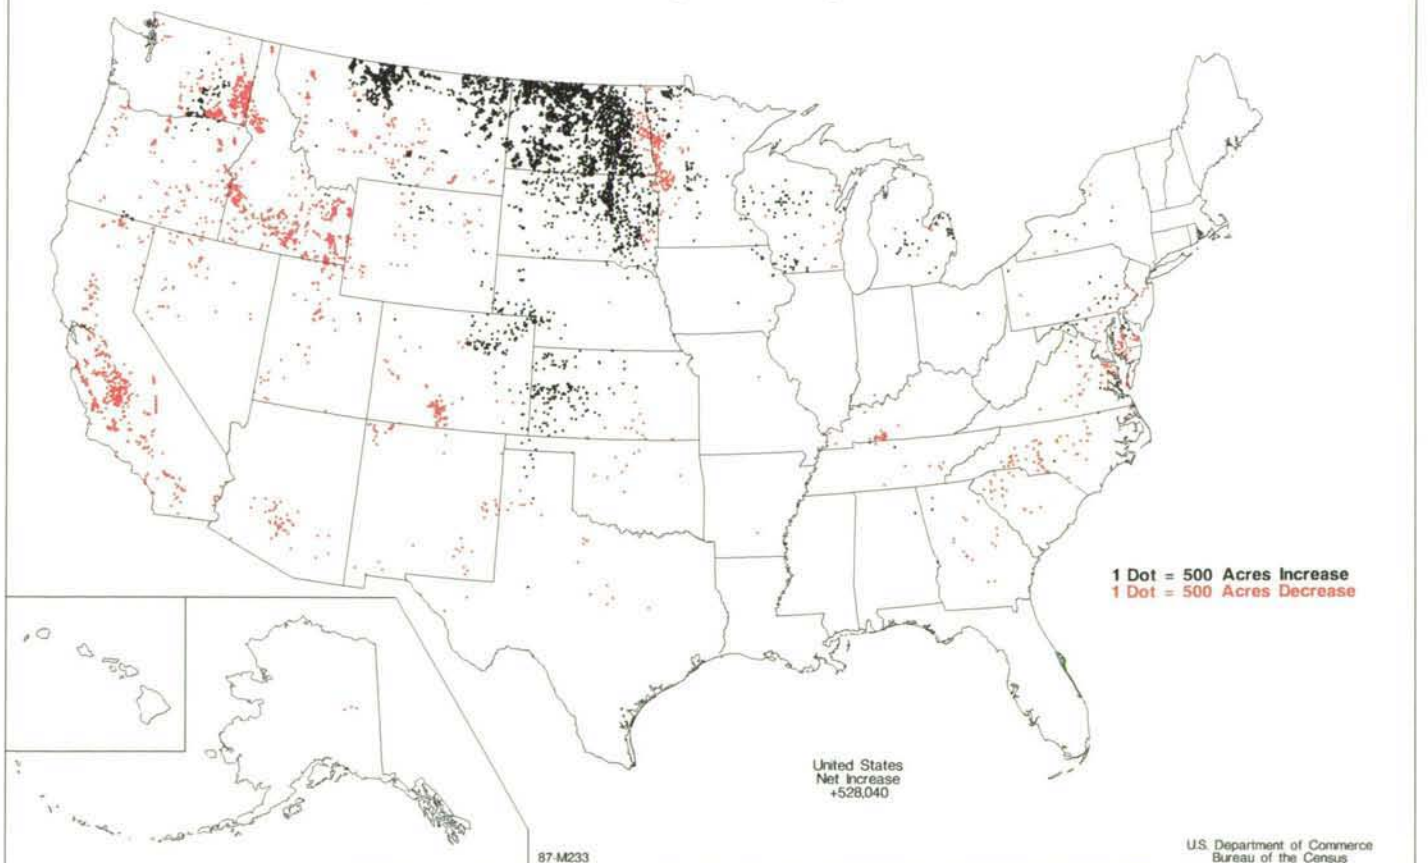 1 Dot = 500 Acres Increase
1 Dot = 500 Acres Decrease
United States
Net Increase
+528,040
87-M233
U.S. Department of Commerce
Bureau of the Census